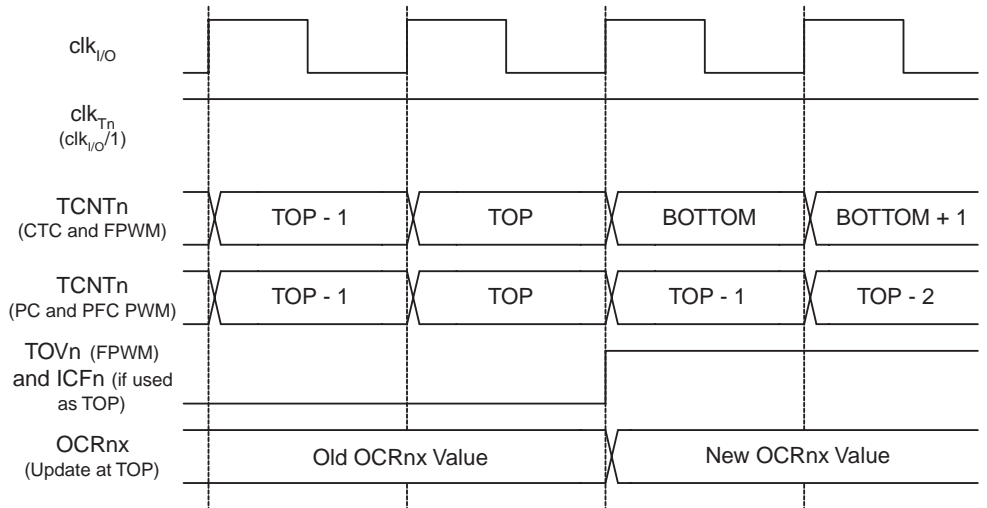 clkI/O
clkTn
(clkI/O/1)
TCNTn
(CTC and FPWM)
TOP - 1 TOP BOTTOM BOTTOM + 1
TCNTn
(PC and PFC PWM)
TOP - 1 TOP TOP - 1 TOP - 2
TOVn (FPWM)
and ICFn (if used
as TOP)
OCRnx
(Update at TOP)
Old OCRnx Value New OCRnx Value